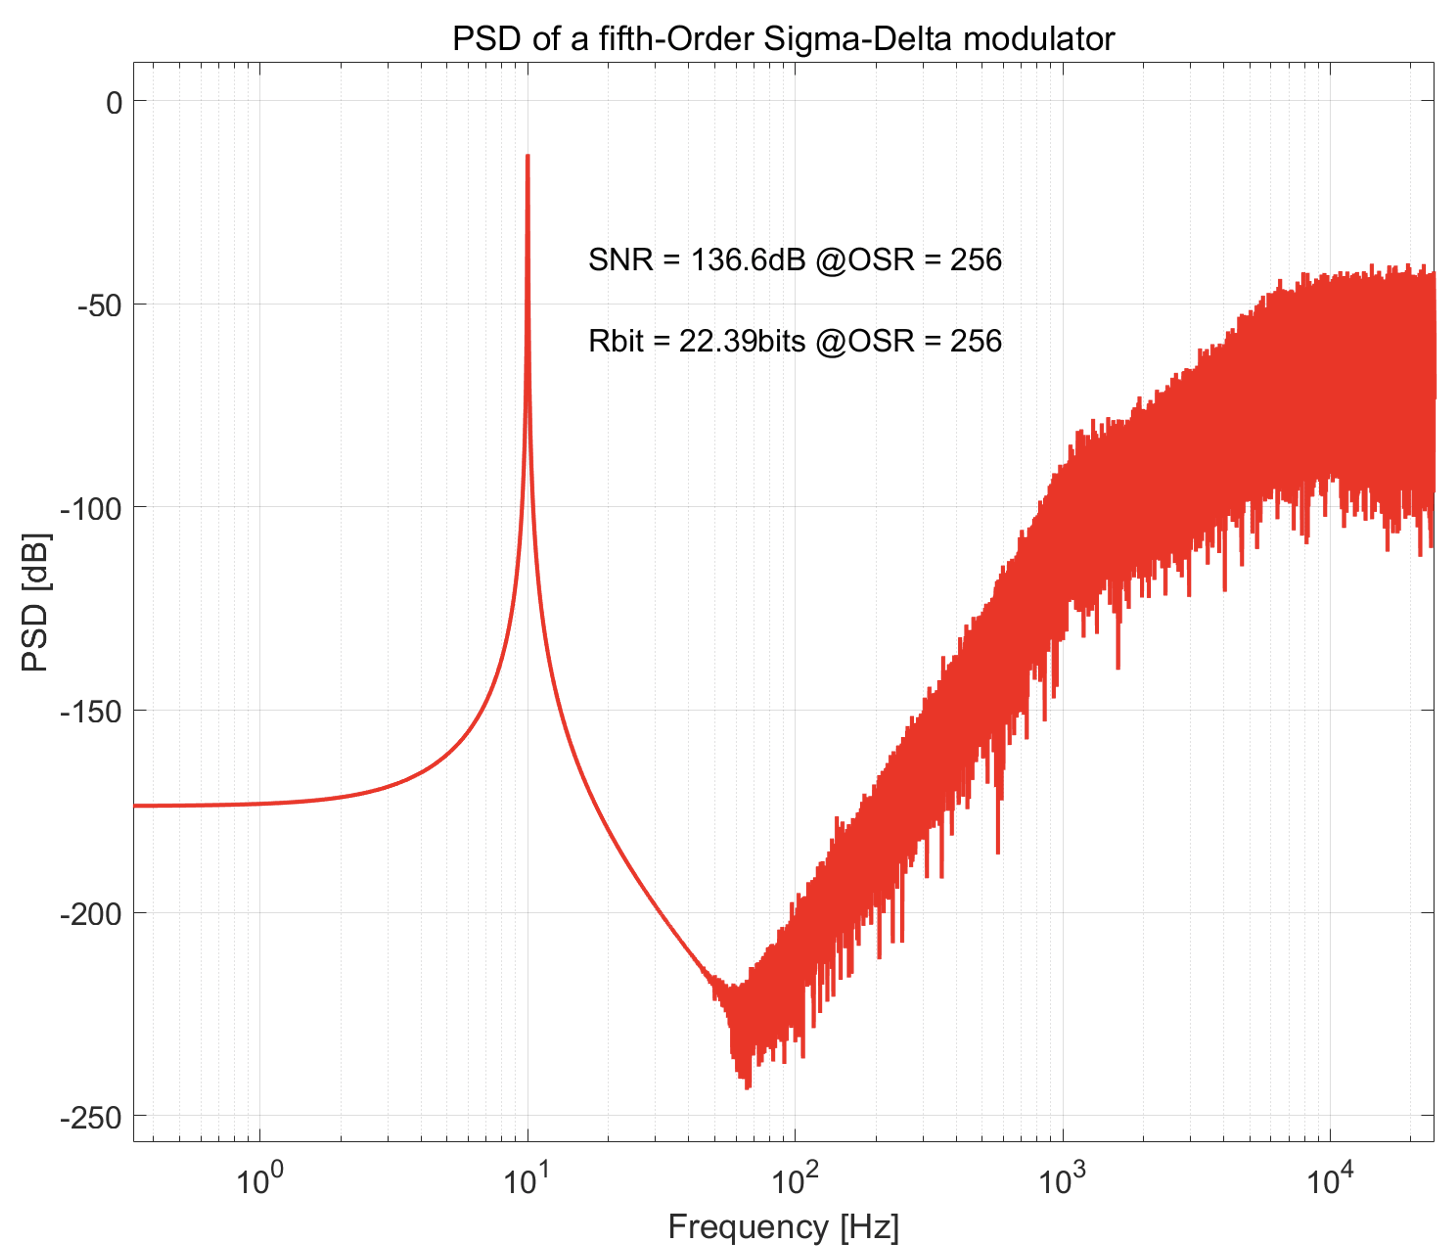 PSD of a fifth-Order Sigma-Delta modulator
0
SNR = 136.6dB @OSR = 256
-50
Rbit = 22.39bits @OSR = 256
-100
PSD [dB]
-150
-200
-250
10^0 10^1 10^2 10^3 10^4
Frequency [Hz]